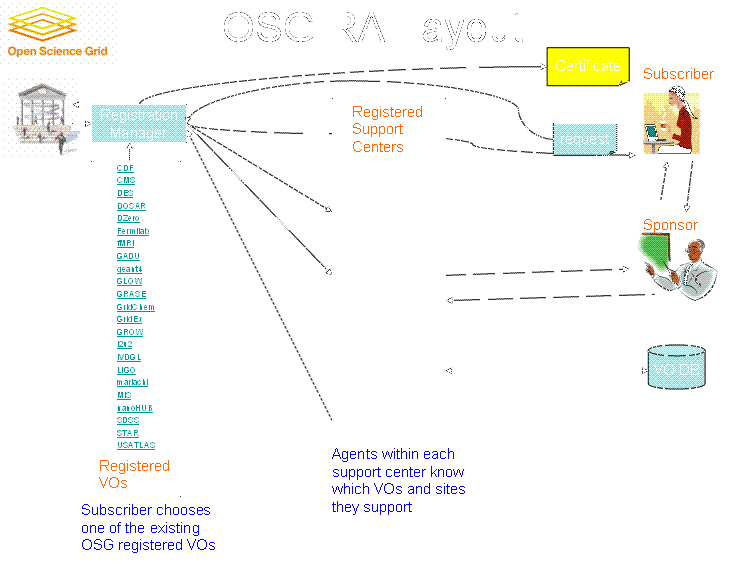 OSG RA Layout
Open Science Grid
Certificate
Subscriber
Registration
Manager
Registered
Support
Centers
request
CDF
CMS
DES
DOSAR
DZero
Fermilab
fMRI
GADU
geant4
GLOW
GRASE
GridChem
GridEx
GROW
I2U2
IVDGL
LIGO
mariachi
MIS
nanoHUB
SDSS
STAR
USATLAS
Sponsor
VO DB
Registered
VOs
Agents within each
support center know
which VOs and sites
they support
Subscriber chooses
one of the existing
OSG registered VOs